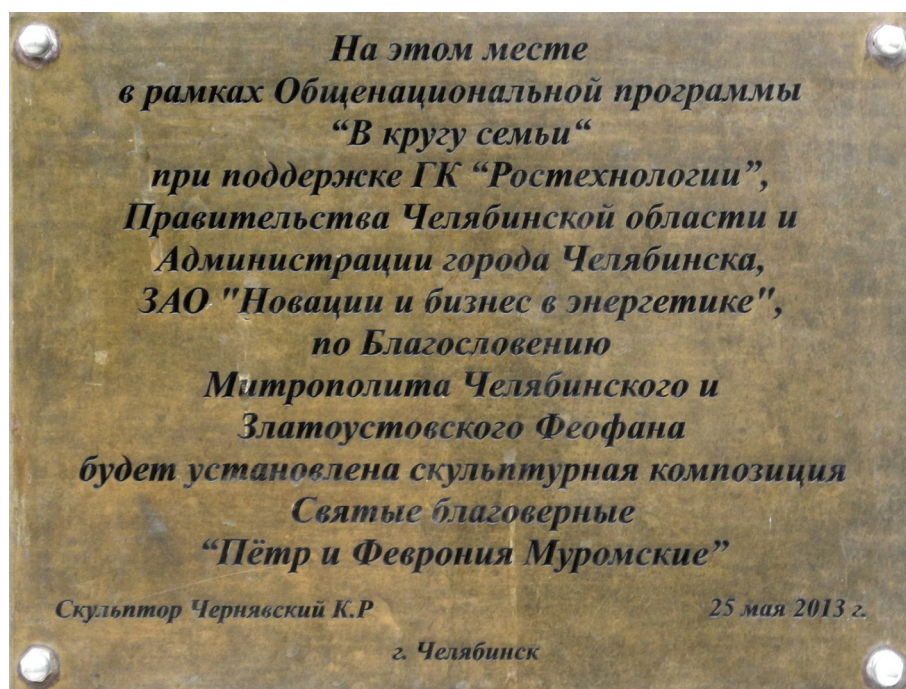 На этом месте
в рамках Общенациональной программы
“В кругу семьи“
при поддержке ГК “Ростехнологии”,
Правительства Челябинской области и
Администрации города Челябинска,
ЗАО "Новации и бизнес в энергетике",
по Благословению
Митрополита Челябинского и
Златоустовского Феофана
будет установлена скульптурная композиция
Святые благоверные
“Пётр и Феврония Муромские”
Скульптор Чернявский К.Р
25 мая 2013 г.
г. Челябинск